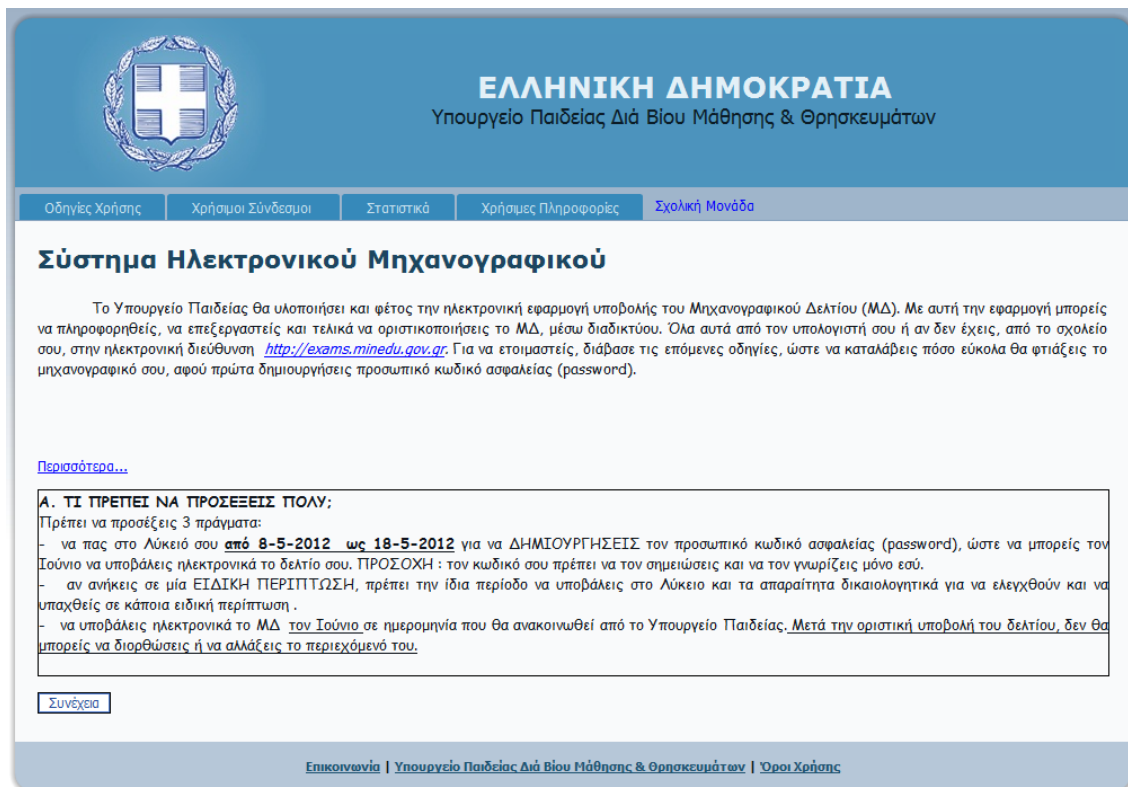 ΕΛΛΗΝΙΚΗ ΔΗΜΟΚΡΑΤΙΑ
Υπουργείο Παιδείας Διά Βίου Μάθησης & Θρησκευμάτων
Οδηγίες Χρήσης Χρήσιμοι Σύνδεσμοι Στατιστικά Χρήσιμες Πληροφορίες Σχολική Μονάδα
Σύστημα Ηλεκτρονικού Μηχανογραφικού
Το Υπουργείο Παιδείας θα υλοποιήσει και φέτος την ηλεκτρονική εφαρμογή υποβολής του Μηχανογραφικού Δελτίου (ΜΔ). Με αυτή την εφαρμογή μπορείς
να πληροφορηθείς, να επεξεργαστείς και τελικά να οριστικοποιήσεις το ΜΔ, μέσω διαδικτύου. Όλα αυτά από τον υπολογιστή σου ή αν δεν έχεις, από το σχολείο
σου, στην ηλεκτρονική διεύθυνση http://exams.minedu.gov.gr. Για να ετοιμαστείς, διάβασε τις επόμενες οδηγίες, ώστε να καταλάβεις πόσο εύκολα θα φτιάξεις το
μηχανογραφικό σου, αφού πρώτα δημιουργήσεις προσωπικό κωδικό ασφαλείας (password).
Περισσότερα...
Α. ΤΙ ΠΡΕΠΕΙ ΝΑ ΠΡΟΣΕΞΕΙΣ ΠΟΛΥ;
Πρέπει να προσέξεις 3 πράγματα:
- να πας στο Λύκειό σου από 8-5-2012 ως 18-5-2012 για να ΔΗΜΙΟΥΡΓΗΣΕΙΣ τον προσωπικό κωδικό ασφαλείας (password), ώστε να μπορείς τον
Ιούνιο να υποβάλεις ηλεκτρονικά το δελτίο σου. ΠΡΟΣΟΧΗ : τον κωδικό σου πρέπει να τον σημειώσεις και να τον γνωρίζεις μόνο εσύ.
- αν ανήκεις σε μία ΕΙΔΙΚΗ ΠΕΡΙΠΤΩΣΗ, πρέπει την ίδια περίοδο να υποβάλεις στο Λύκειο και τα απαραίτητα δικαιολογητικά για να ελεγχθούν και να
υπαχθείς σε κάποια ειδική περίπτωση .
- να υποβάλεις ηλεκτρονικά το ΜΔ τον Ιούνιο σε ημερομηνία που θα ανακοινωθεί από το Υπουργείο Παιδείας. Μετά την οριστική υποβολή του δελτίου, δεν θα
μπορείς να διορθώσεις ή να αλλάξεις το περιεχόμενό του.
Συνέχεια
Επικοινωνία | Υπουργείο Παιδείας Διά Βίου Μάθησης & Θρησκευμάτων | Όροι Χρήσης